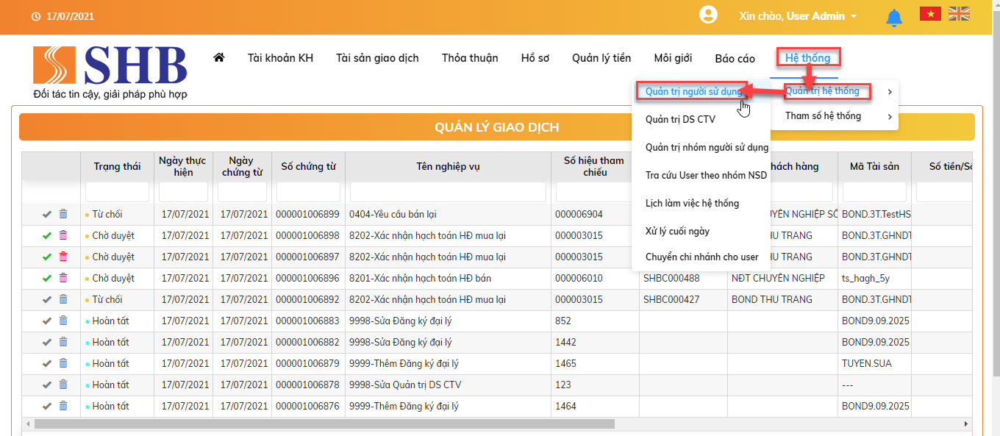 17/07/2021
Xin chào, User Admin
SHB
Đối tác tin cậy, giải pháp phù hợp
Tài khoản KH Tài sản giao dịch Thỏa thuận Hồ sơ Quản lý tiền Môi giới Báo cáo Hệ thống
Quản trị hệ thống
Tham số hệ thống
Quản trị người sử dụng
Quản trị DS CTV
Quản trị nhóm người sử dụng
Tra cứu User theo nhóm NSD
Lịch làm việc hệ thống
Xử lý cuối ngày
Chuyển chi nhánh cho user
QUẢN LÝ GIAO DỊCH
Trạng thái Ngày thực hiện Ngày chứng từ Số chứng từ Tên nghiệp vụ Số hiệu tham chiếu hách hàng Mã Tài sản Số tiền/Số
Từ chối 17/07/2021 17/07/2021 000001006899 0404-Yêu cầu bán lại 000006904 UYÊN NGHIỆP SỐ BOND.3T.TestHS
Chờ duyệt 17/07/2021 17/07/2021 000001006898 8202-Xác nhận hạch toán HĐ mua lại 000003015 HU TRANG BOND.3T.GHNDT
Chờ duyệt 17/07/2021 17/07/2021 000001006897 8202-Xác nhận hạch toán HĐ mua lại 000003015 HU TRANG BOND.3T.GHNDT
Chờ duyệt 17/07/2021 17/07/2021 000001006896 8201-Xác nhận hạch toán HĐ bán 000006010 SHBC000488 NĐT CHUYÊN NGHIỆP ts_hagh_5y
Từ chối 17/07/2021 17/07/2021 000001006892 8202-Xác nhận hạch toán HĐ mua lại 000003015 SHBC000427 BOND THU TRANG BOND.3T.GHNDT
Hoàn tất 17/07/2021 17/07/2021 000001006883 9998-Sửa Đăng ký đại lý 852 BOND9.09.2025
Hoàn tất 17/07/2021 17/07/2021 000001006882 9998-Sửa Đăng ký đại lý 1442 BOND9.09.2025
Hoàn tất 17/07/2021 17/07/2021 000001006879 9999-Thêm Đăng ký đại lý 1465 TUYEN.SUA
Hoàn tất 17/07/2021 17/07/2021 000001006878 9998-Sửa Quản trị DS CTV 123 ---
Hoàn tất 17/07/2021 17/07/2021 000001006876 9999-Thêm Đăng ký đại lý 1464 BOND9.09.2025